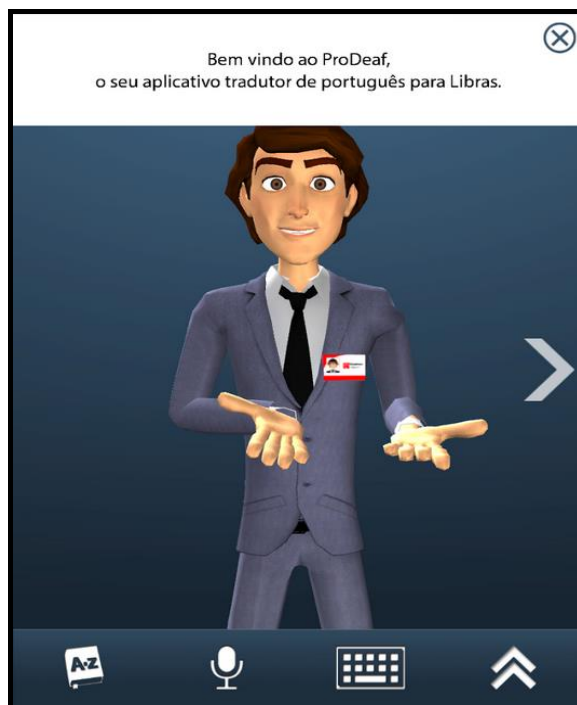 Bem vindo ao ProDeaf,
o seu aplicativo tradutor de português para Libras.
A-Z